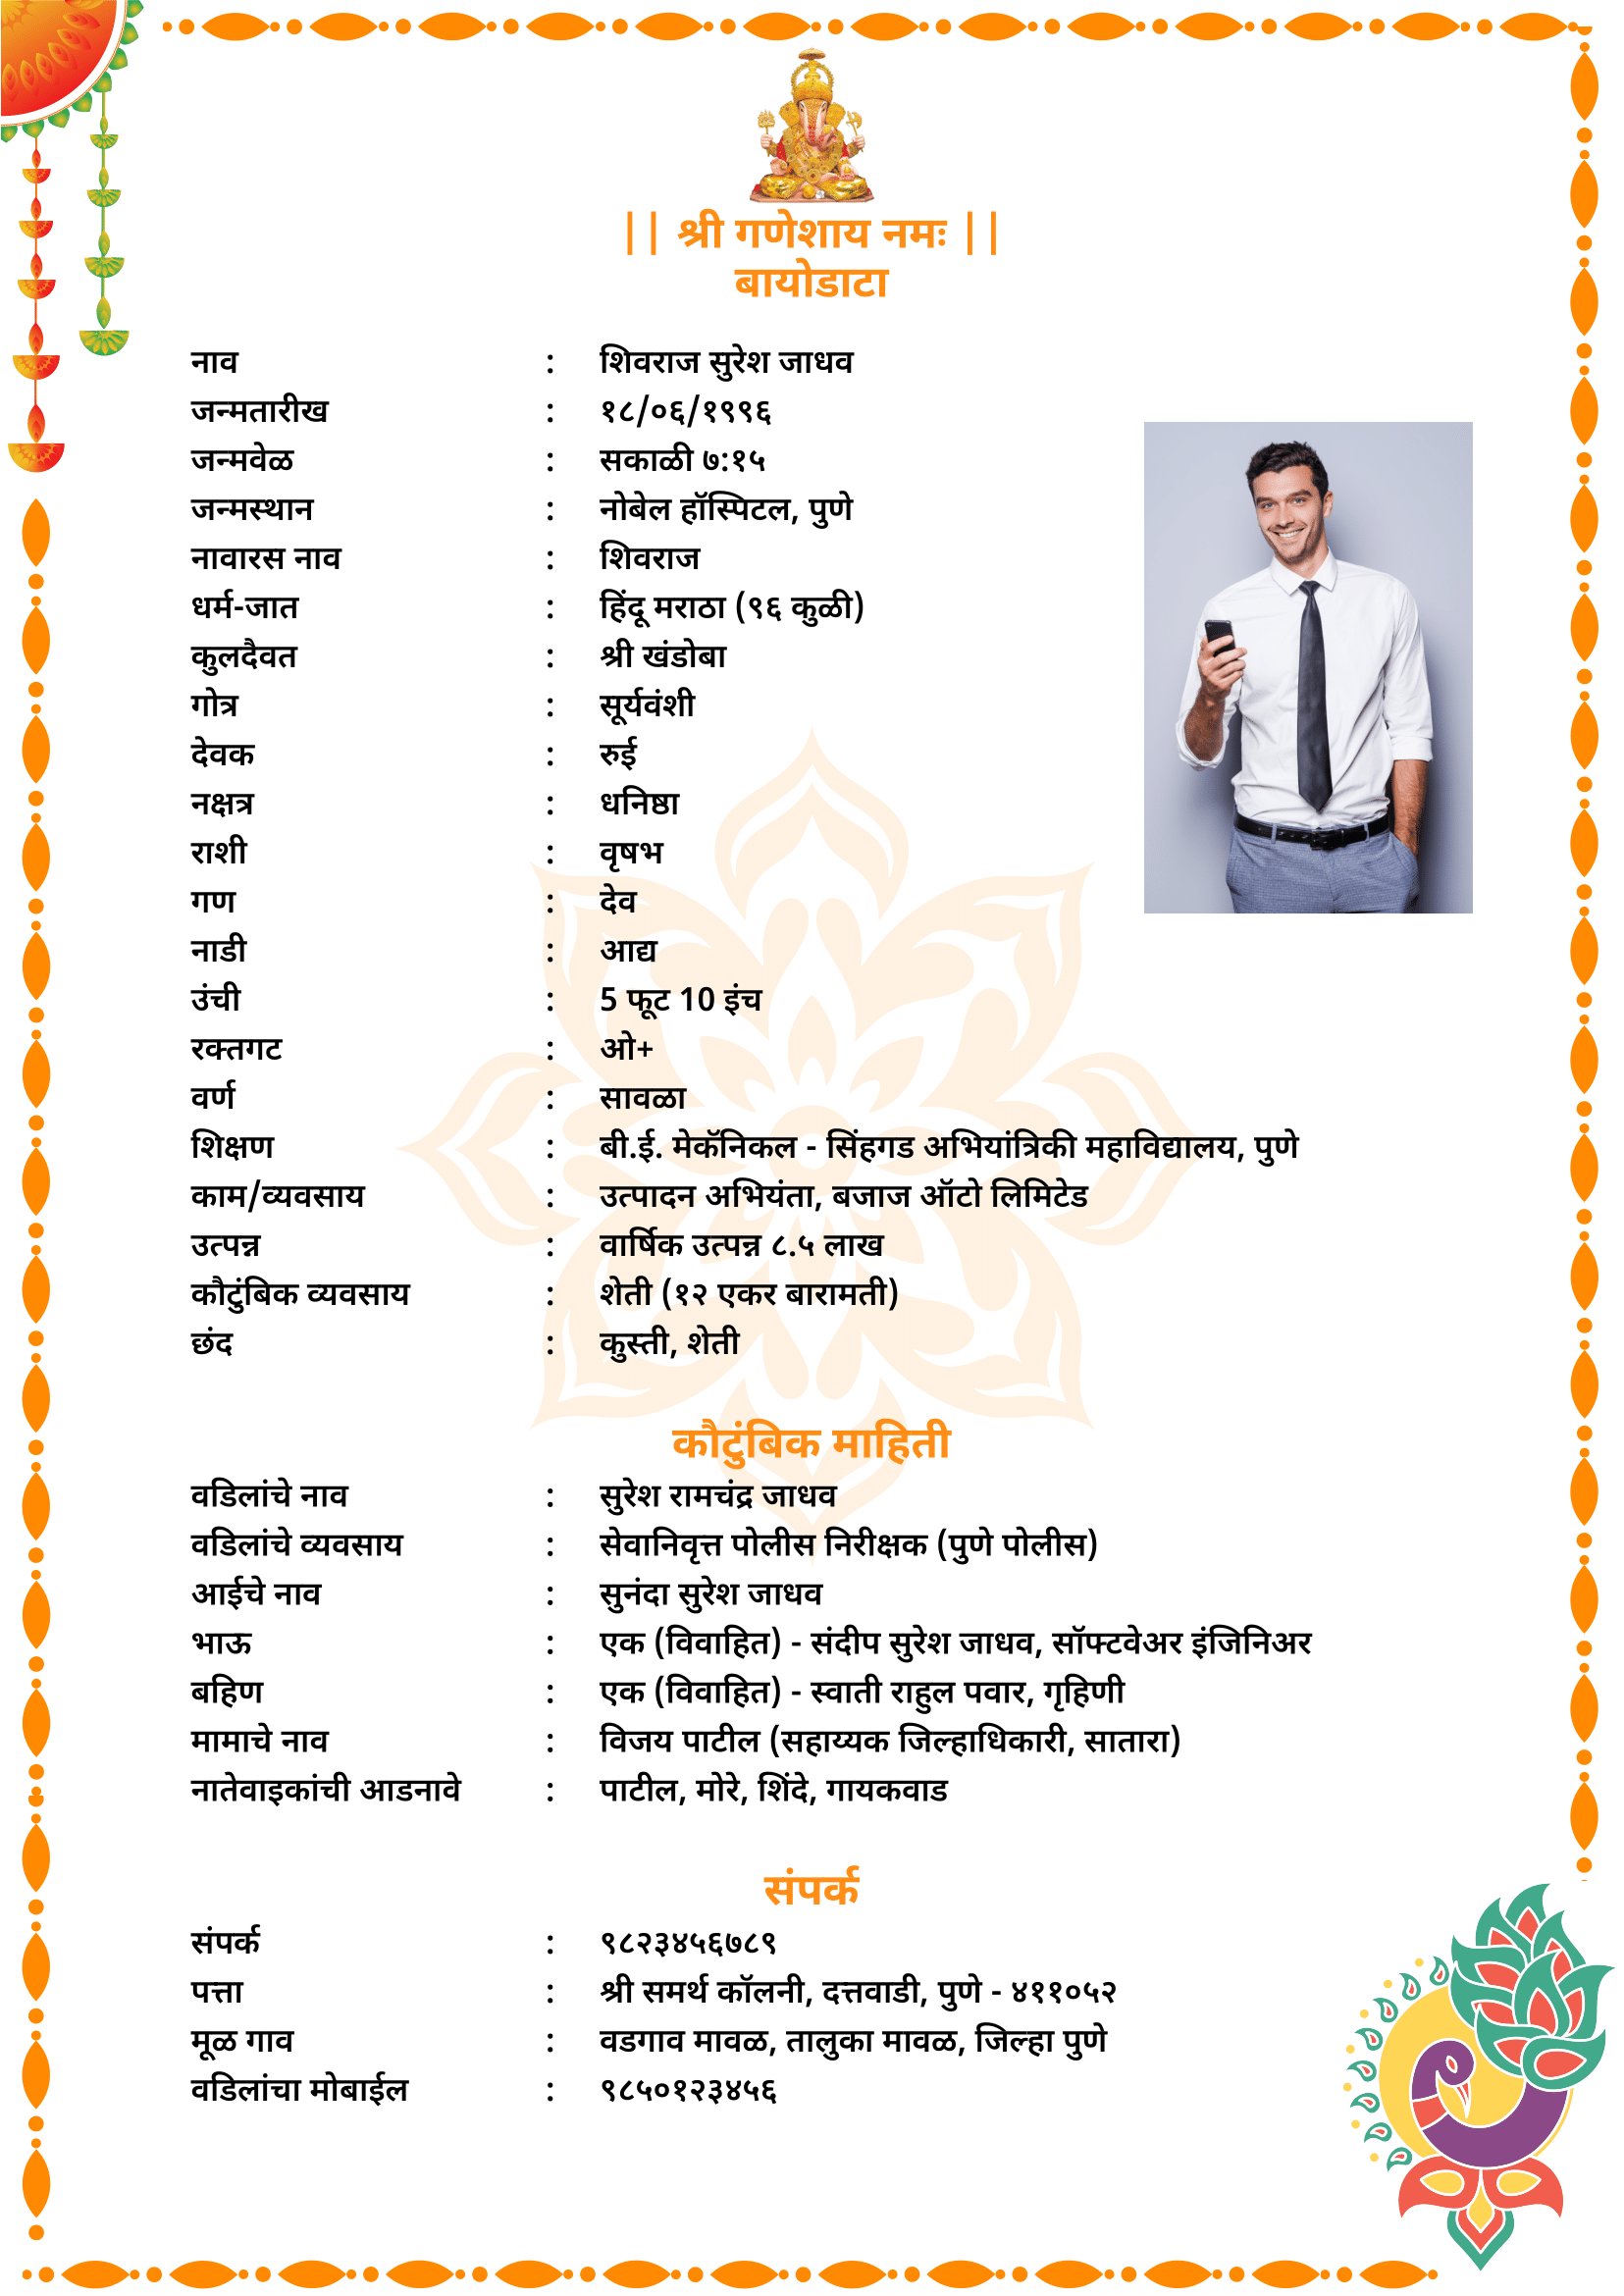 || श्री गणेशाय नमः ||
बायोडाटा
नाव : शिवराज सुरेश जाधव
जन्मतारीख : १८/०६/१९९६
जन्मवेळ : सकाळी ७:१५
जन्मस्थान : नोबेल हॉस्पिटल, पुणे
नावारस नाव : शिवराज
धर्म-जात : हिंदू मराठा (९६ कुळी)
कुलदैवत : श्री खंडोबा
गोत्र : सूर्यवंशी
देवक : रुई
नक्षत्र : धनिष्ठा
राशी : वृषभ
गण : देव
नाडी : आद्य
उंची : 5 फूट 10 इंच
रक्तगट : ओ+
वर्ण : सावळा
शिक्षण : बी.ई. मेकॅनिकल - सिंहगड अभियांत्रिकी महाविद्यालय, पुणे
काम/व्यवसाय : उत्पादन अभियंता, बजाज ऑटो लिमिटेड
उत्पन्न : वार्षिक उत्पन्न ८.५ लाख
कौटुंबिक व्यवसाय : शेती (१२ एकर बारामती)
छंद : कुस्ती, शेती
कौटुंबिक माहिती
वडिलांचे नाव : सुरेश रामचंद्र जाधव
वडिलांचे व्यवसाय : सेवानिवृत्त पोलीस निरीक्षक (पुणे पोलीस)
आईचे नाव : सुनंदा सुरेश जाधव
भाऊ : एक (विवाहित) - संदीप सुरेश जाधव, सॉफ्टवेअर इंजिनिअर
बहिण : एक (विवाहित) - स्वाती राहुल पवार, गृहिणी
मामाचे नाव : विजय पाटील (सहाय्यक जिल्हाधिकारी, सातारा)
नातेवाइकांची आडनावे : पाटील, मोरे, शिंदे, गायकवाड
संपर्क
संपर्क : ९८२३४५६७८९
पत्ता : श्री समर्थ कॉलनी, दत्तवाडी, पुणे - ४११०५२
मूळ गाव : वडगाव मावळ, तालुका मावळ, जिल्हा पुणे
वडिलांचा मोबाईल : ९८५०१२३४५६